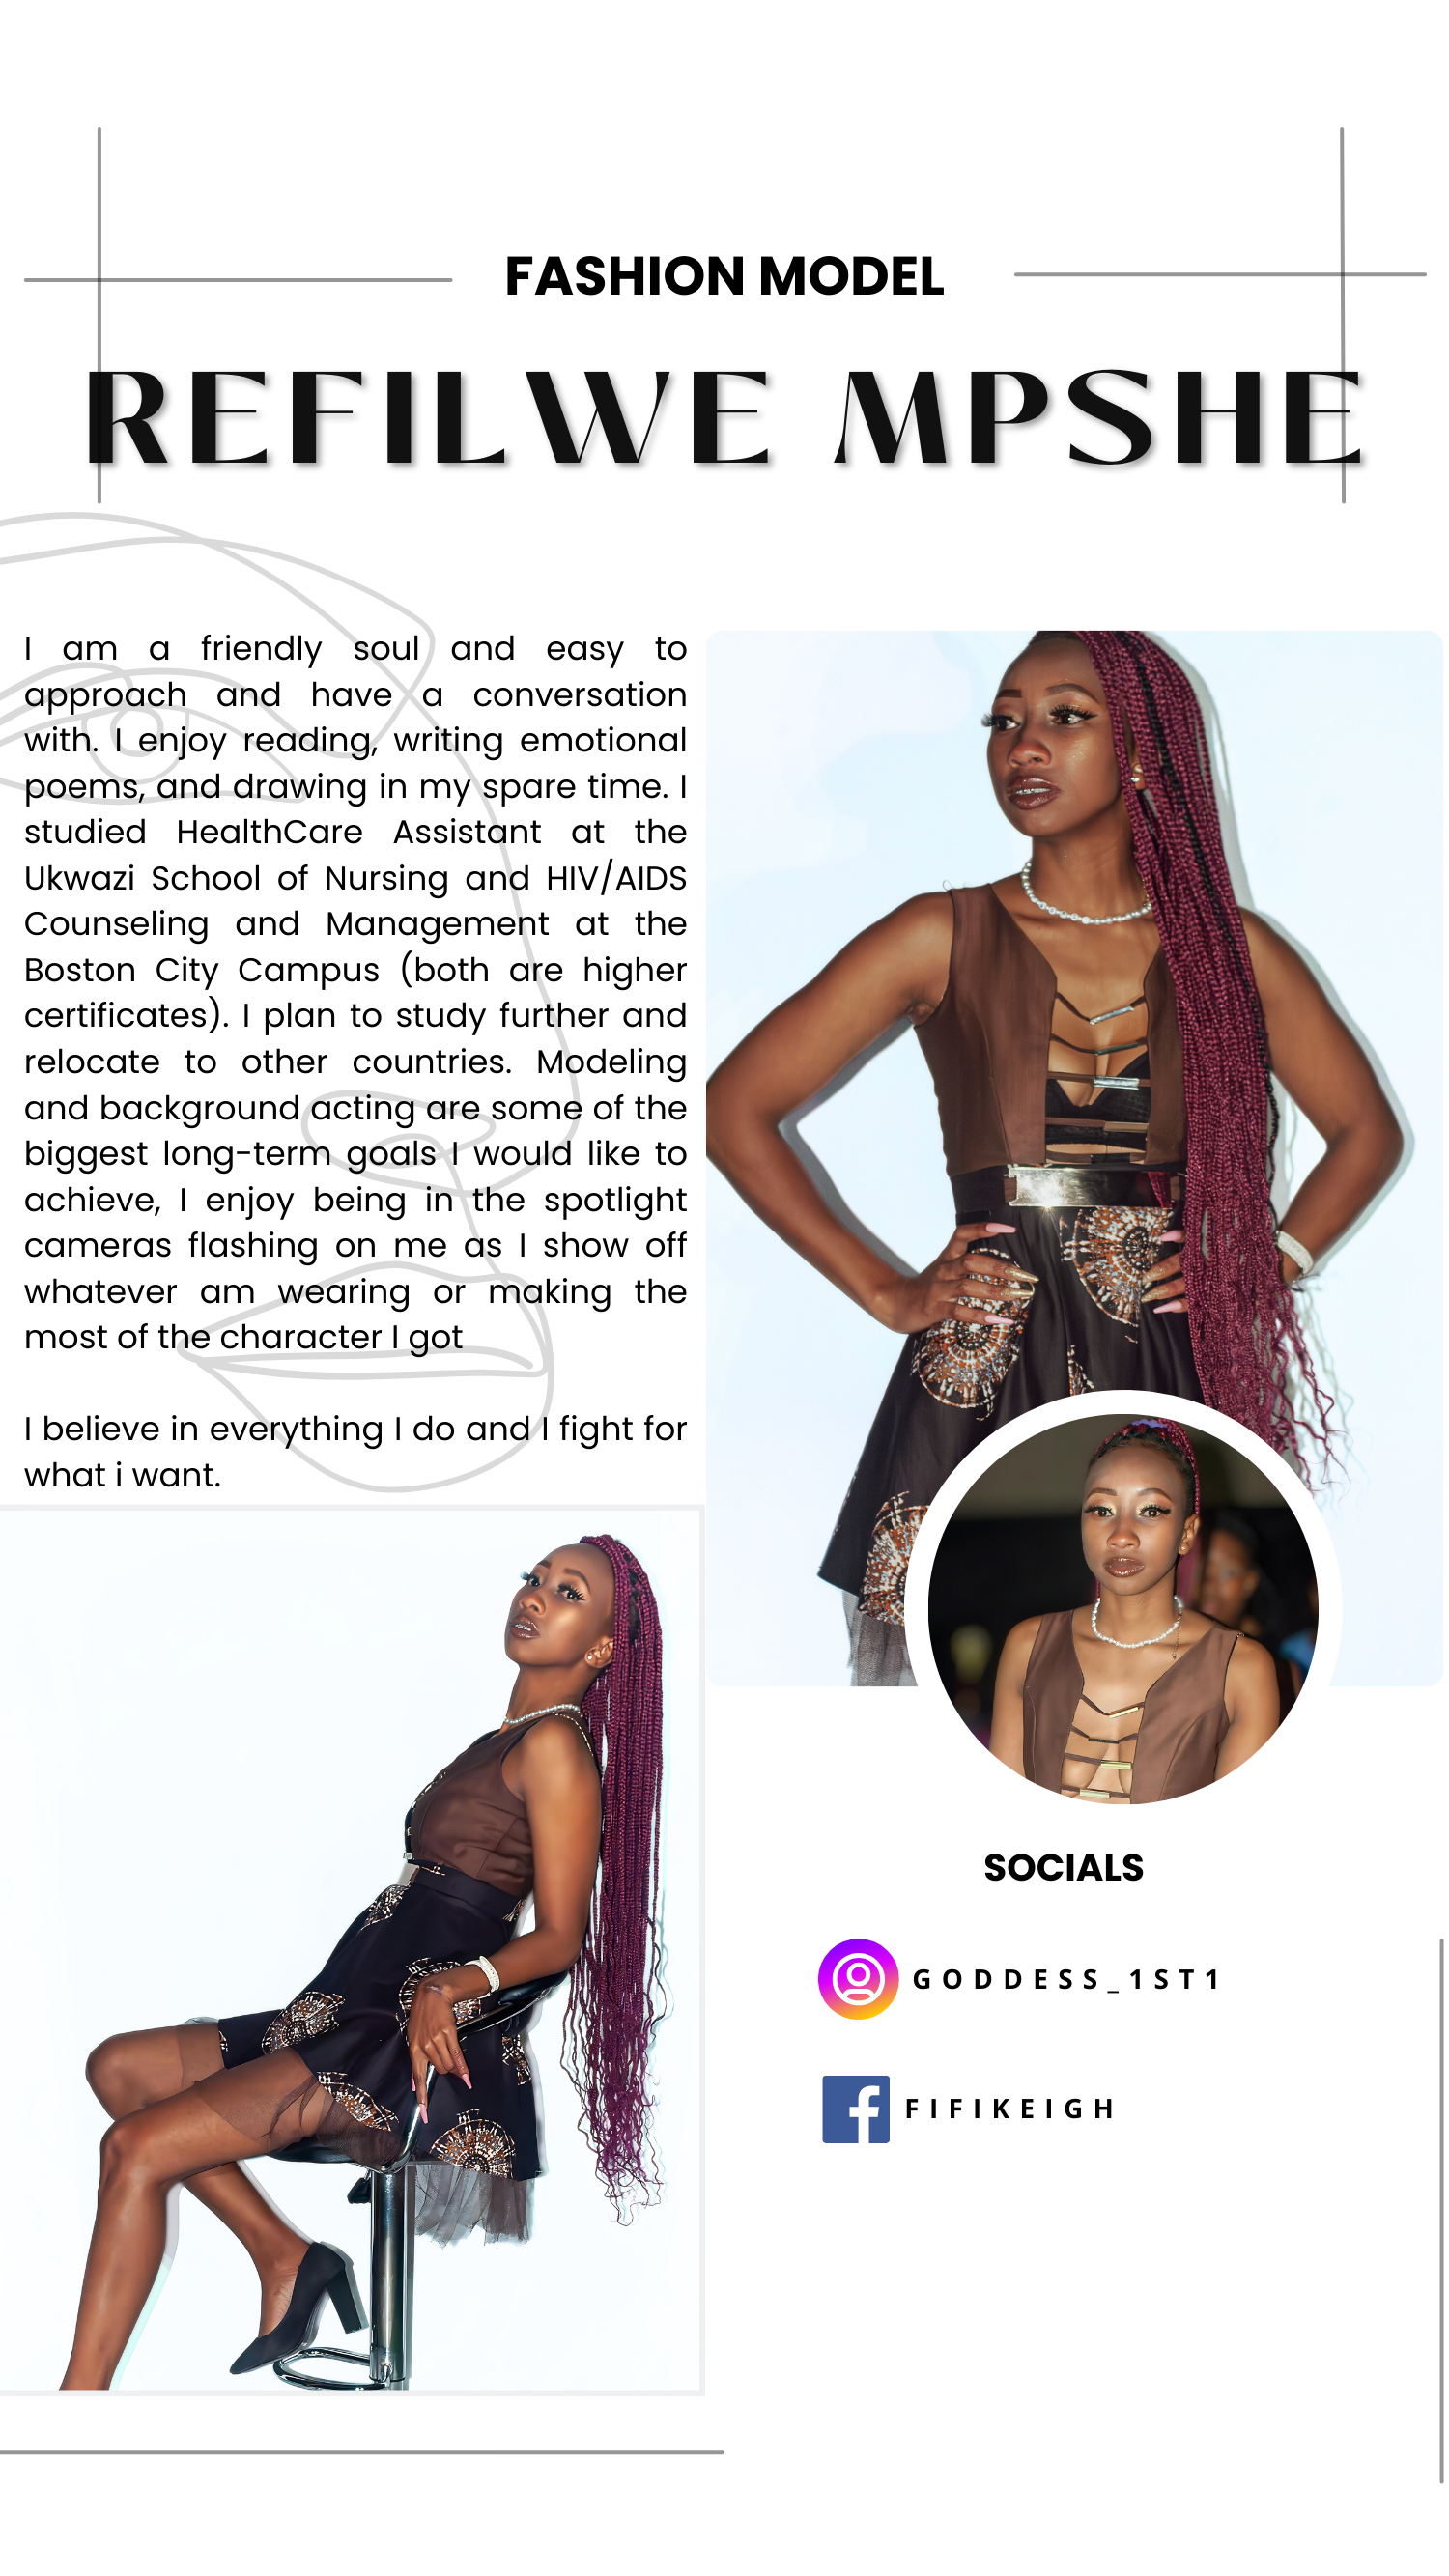 FASHION MODEL
REFILWE MPSHE
I am a friendly soul and easy to
approach and have a conversation
with. I enjoy reading, writing emotional
poems, and drawing in my spare time. I
studied HealthCare Assistant at the
Ukwazi School of Nursing and HIV/AIDS
Counseling and Management at the
Boston City Campus (both are higher
certificates). I plan to study further and
relocate to other countries. Modeling
and background acting are some of the
biggest long-term goals I would like to
achieve, I enjoy being in the spotlight
cameras flashing on me as I show off
whatever am wearing or making the
most of the character I got
I believe in everything I do and I fight for
what i want.
SOCIALS
GODDESS_1ST1
FIFIKEIGH